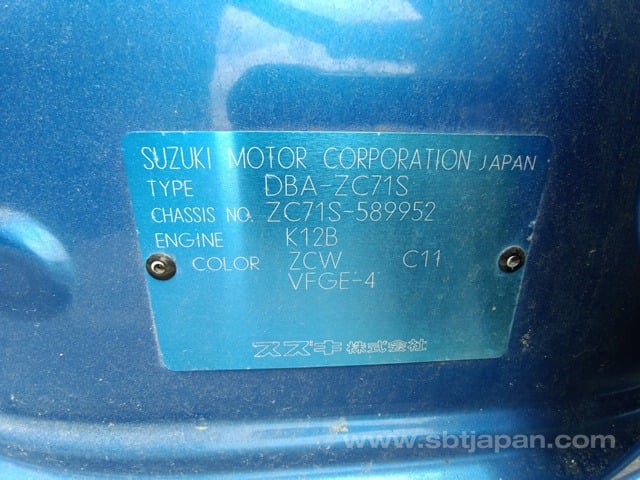 SUZUKI MOTOR CORPORATION JAPAN
TYPE DBA-ZC71S
CHASSIS NO. ZC71S-589952
ENGINE K12B
COLOR ZCW C11
VFGE-4
スズキ株式会社
www.sbtjapan.com